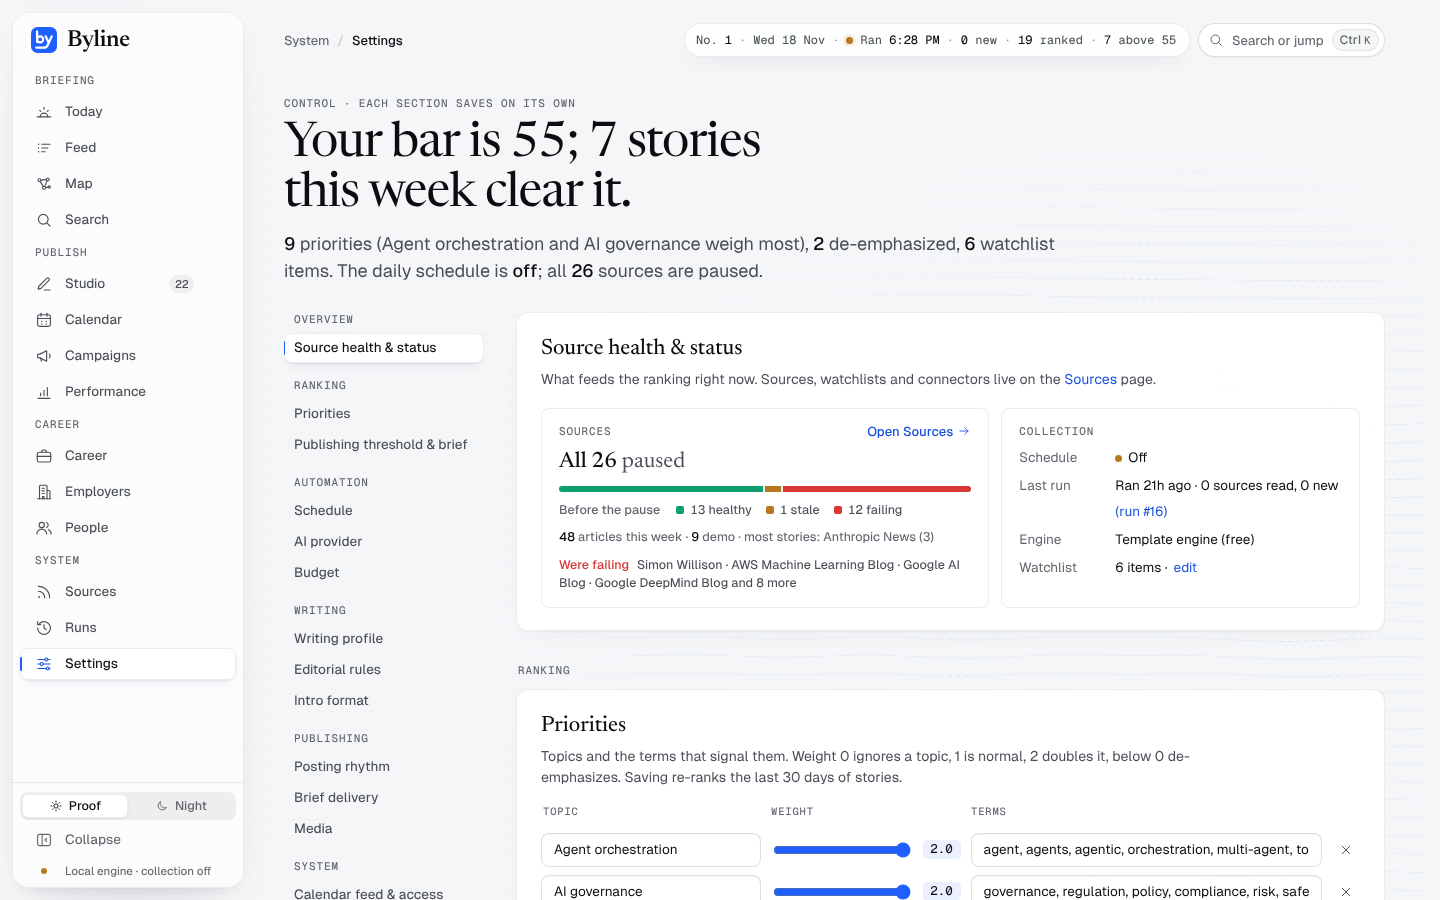 by Byline
BRIEFING
Today
Feed
Map
Search
PUBLISH
Studio 22
Calendar
Campaigns
Performance
CAREER
Career
Employers
People
SYSTEM
Sources
Runs
Settings
Proof Night
Collapse
Local engine · collection off
System / Settings
No. 1 · Wed 18 Nov · Ran 6:28 PM · 0 new · 19 ranked · 7 above 55
Search or jump Ctrl K
CONTROL · EACH SECTION SAVES ON ITS OWN
Your bar is 55; 7 stories
this week clear it.
9 priorities (Agent orchestration and AI governance weigh most), 2 de-emphasized, 6 watchlist
items. The daily schedule is off; all 26 sources are paused.
OVERVIEW
Source health & status
RANKING
Priorities
Publishing threshold & brief
AUTOMATION
Schedule
AI provider
Budget
WRITING
Writing profile
Editorial rules
Intro format
PUBLISHING
Posting rhythm
Brief delivery
Media
SYSTEM
Calendar feed & access
Source health & status
What feeds the ranking right now. Sources, watchlists and connectors live on the Sources page.
SOURCES Open Sources →
All 26 paused
Before the pause 13 healthy 1 stale 12 failing
48 articles this week · 9 demo · most stories: Anthropic News (3)
Were failing Simon Willison · AWS Machine Learning Blog · Google AI
Blog · Google DeepMind Blog and 8 more
COLLECTION
Schedule Off
Last run Ran 21h ago · 0 sources read, 0 new
(run #16)
Engine Template engine (free)
Watchlist 6 items · edit
RANKING
Priorities
Topics and the terms that signal them. Weight 0 ignores a topic, 1 is normal, 2 doubles it, below 0 de-
emphasizes. Saving re-ranks the last 30 days of stories.
TOPIC WEIGHT TERMS
Agent orchestration 2.0 agent, agents, agentic, orchestration, multi-agent, to
AI governance 2.0 governance, regulation, policy, compliance, risk, safe